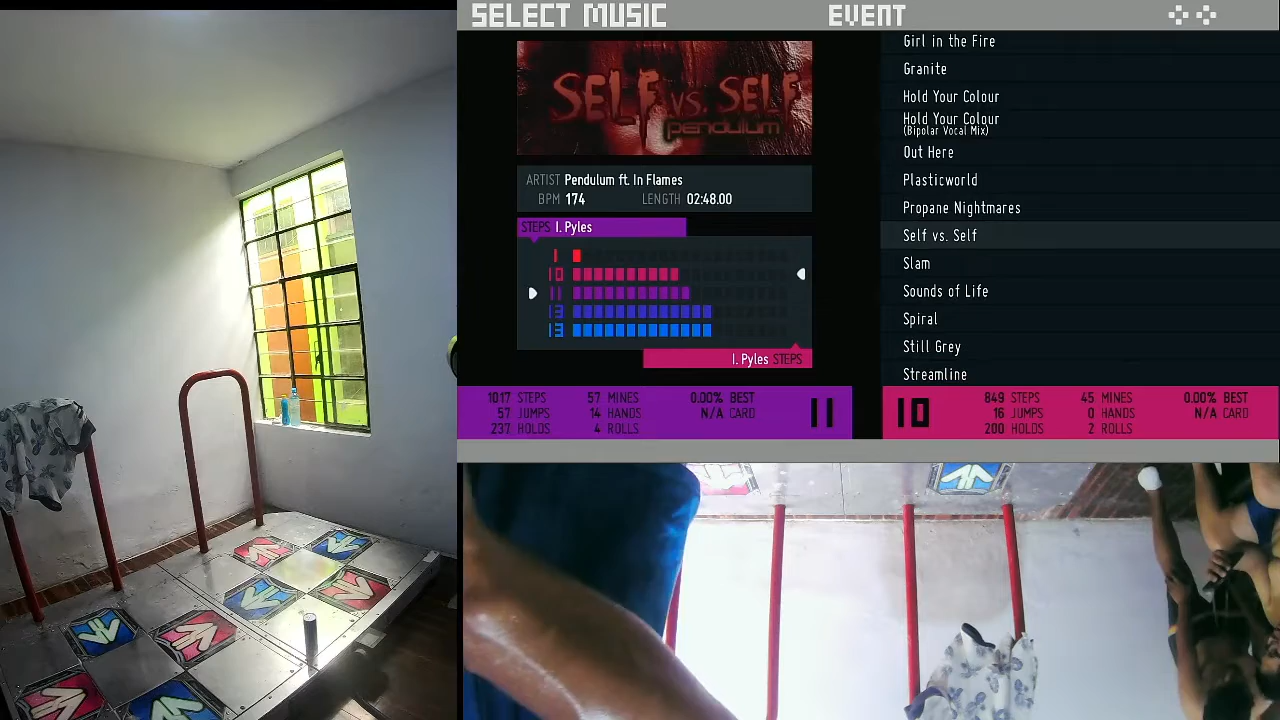 SELECT MUSIC
EVENT
SELF VS. SELF
pendulum
ARTIST Pendulum ft. In Flames
BPM 174 LENGTH 02:48.00
STEPS I. Pyles
1
10
11
13
13
I. Pyles STEPS
1017 STEPS 57 MINES 0.00% BEST
57 JUMPS 14 HANDS N/A CARD
237 HOLDS 4 ROLLS
11
10
849 STEPS 45 MINES 0.00% BEST
16 JUMPS 0 HANDS N/A CARD
200 HOLDS 2 ROLLS
Girl in the Fire
Granite
Hold Your Colour
Hold Your Colour
(Bipolar Vocal Mix)
Out Here
Plasticworld
Propane Nightmares
Self vs. Self
Slam
Sounds of Life
Spiral
Still Grey
Streamline